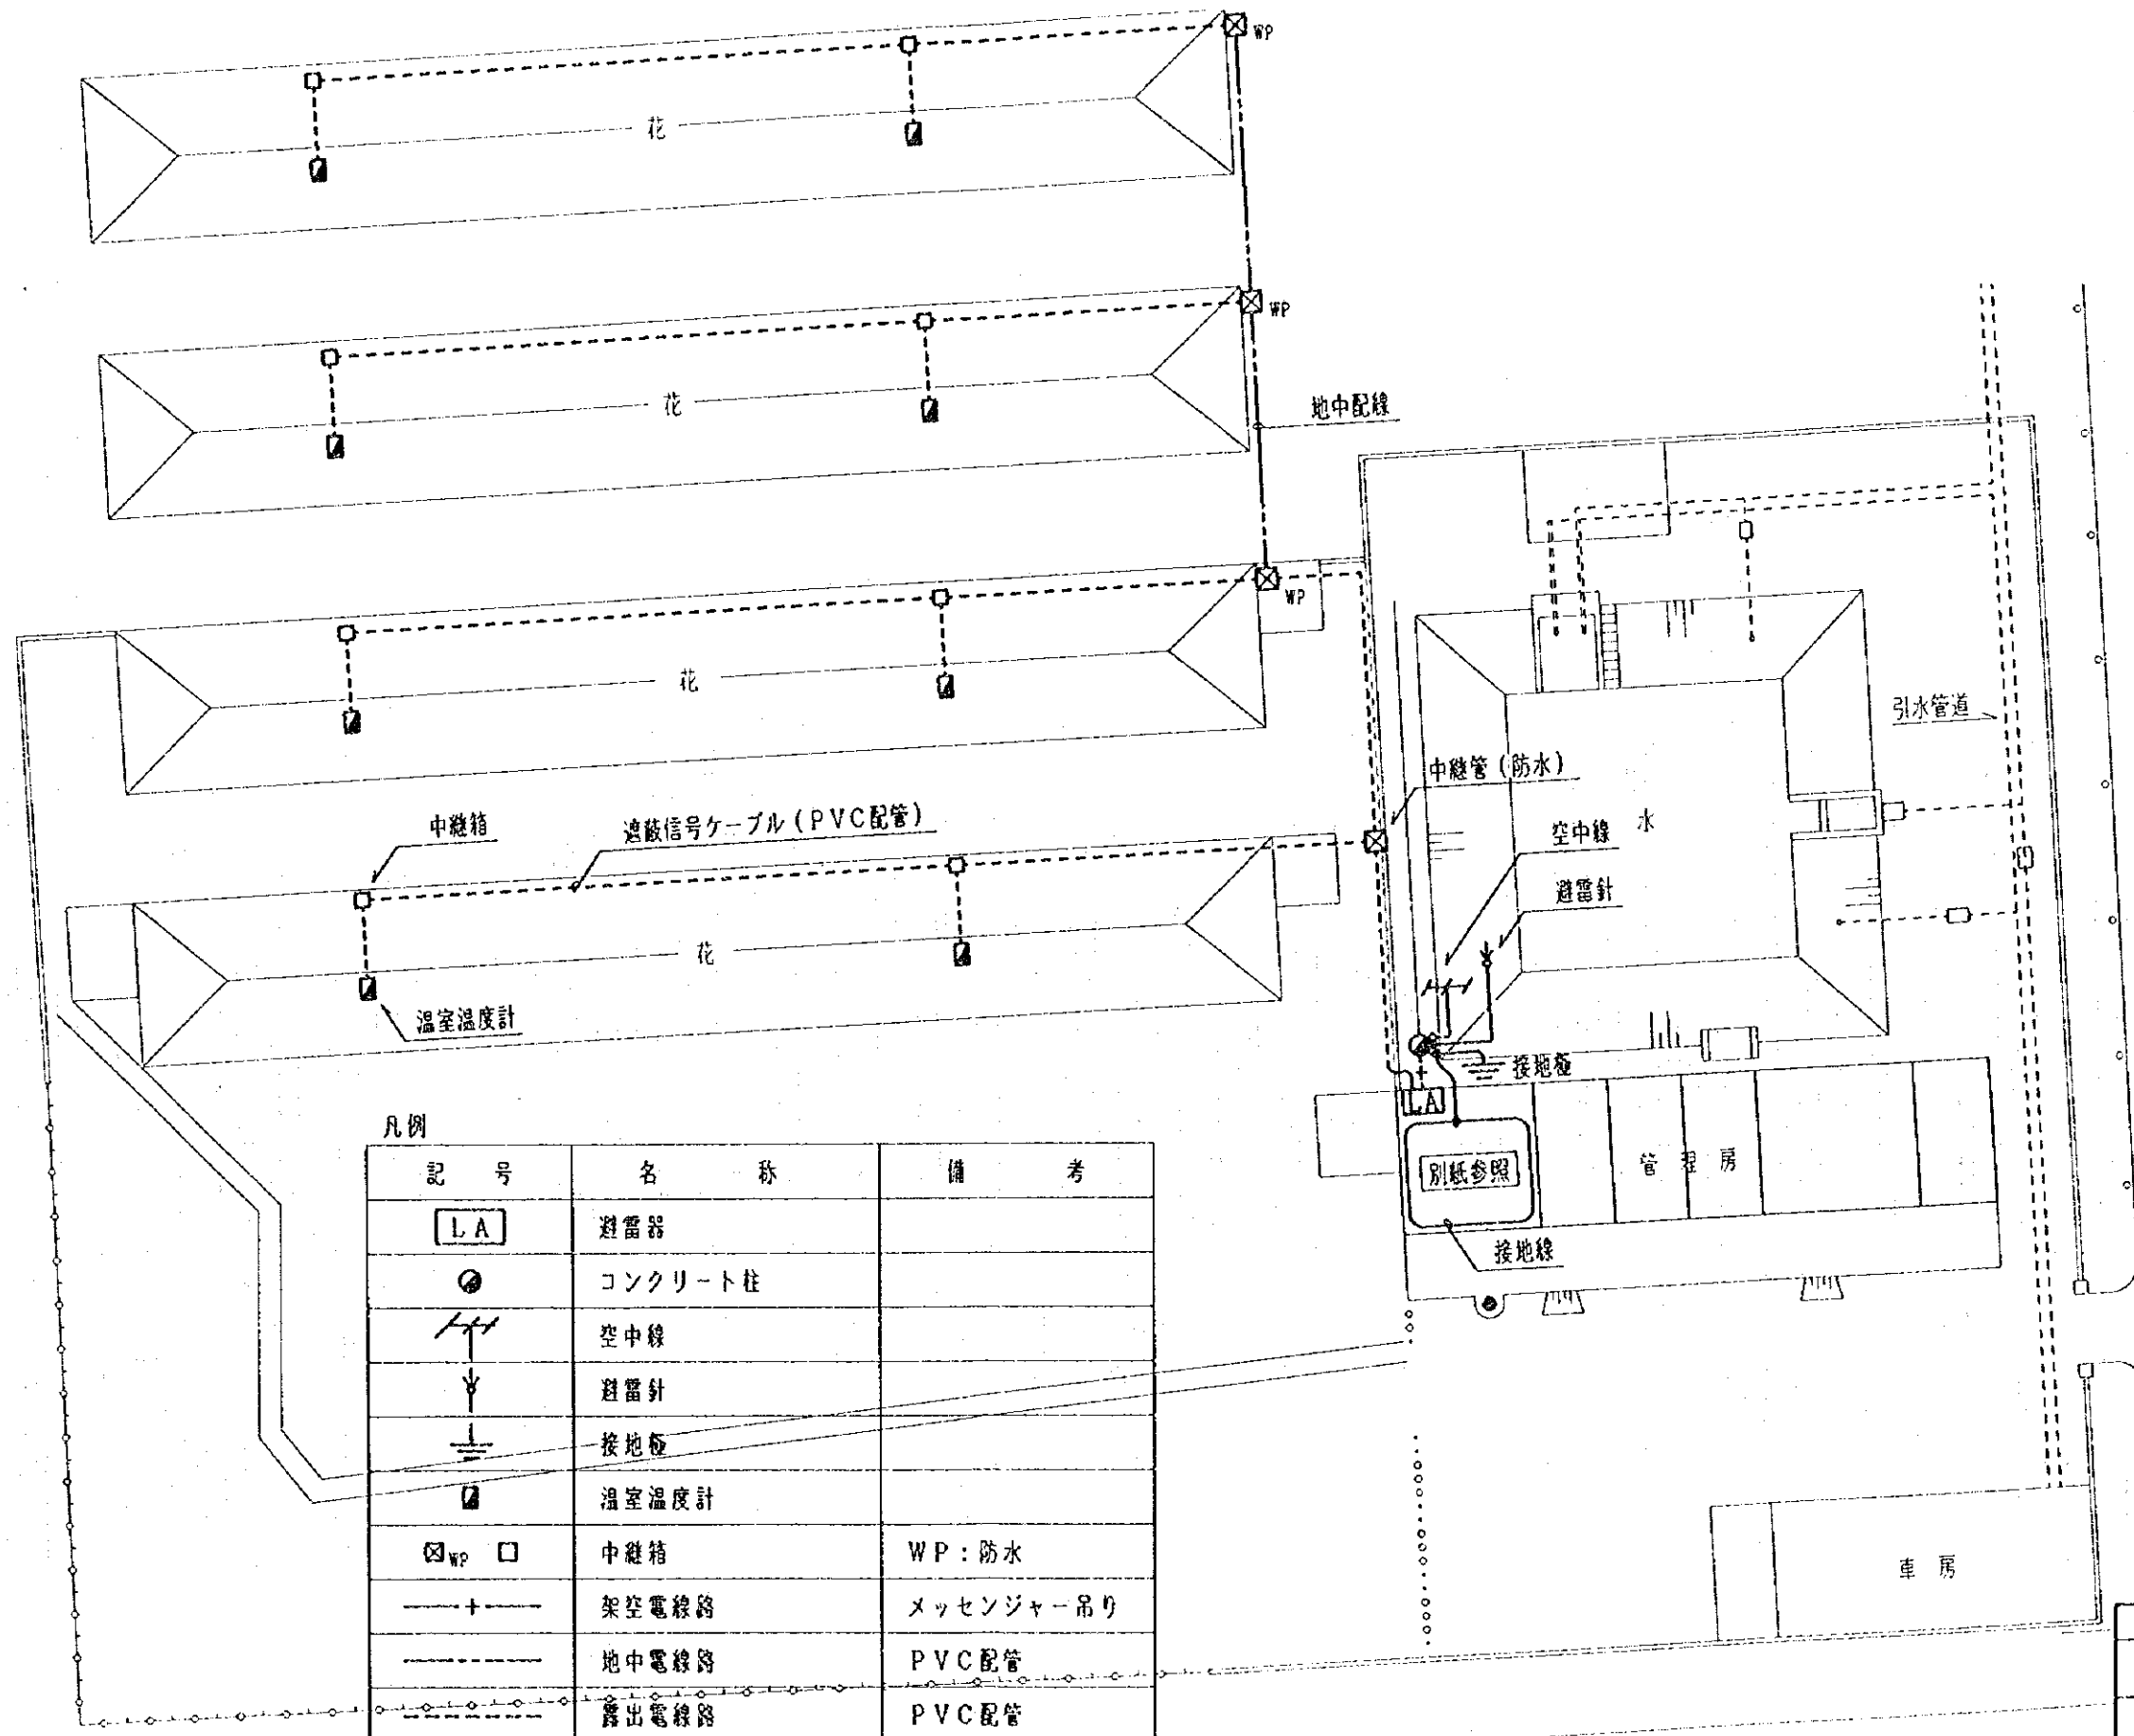 WP
花
WP
花
地中配線
WP
花
引水管道
中継管(防水)
中継箱
遮蔽信号ケーブル(PVC配管)
空中線
水
避雷針
花
温室温度計
接地極
LA
別紙参照
管理房
接地線
車房
凡例
記号 名称 備考
LA 避雷器
コンクリート柱
空中線
避雷針
接地極
温室温度計
WP 中継箱 WP:防水
架空電線路 メッセンジャー吊り
地中電線路 PVC配管
露出電線路 PVC配管